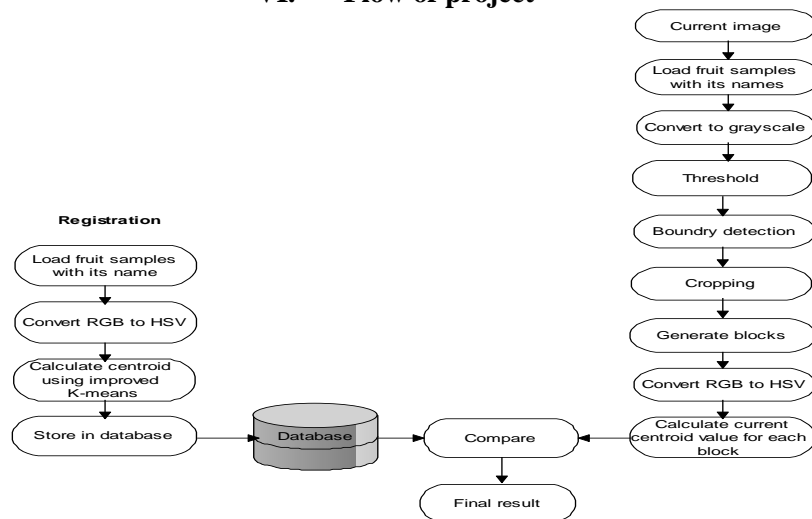 VI. Flow of project
Registration
Load fruit samples
with its name
Convert RGB to HSV
Calculate centroid
using improved
K-means
Store in database
Database
Current image
Load fruit samples
with its names
Convert to grayscale
Threshold
Boundry detection
Cropping
Generate blocks
Convert RGB to HSV
Calculate current
centroid value for each
block
Compare
Final result